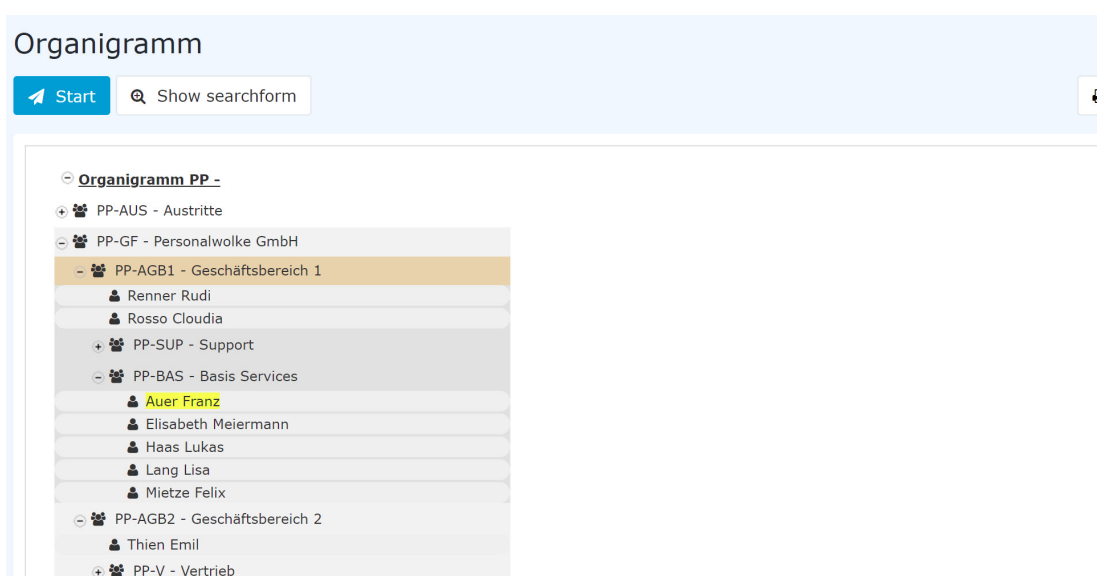 Organigramm
Start Show searchform
Organigramm PP -
PP-AUS - Austritte
PP-GF - Personalwolke GmbH
PP-AGB1 - Geschäftsbereich 1
Renner Rudi
Rosso Cloudia
PP-SUP - Support
PP-BAS - Basis Services
Auer Franz
Elisabeth Meiermann
Haas Lukas
Lang Lisa
Mietze Felix
PP-AGB2 - Geschäftsbereich 2
Thien Emil
PP-V - Vertrieb